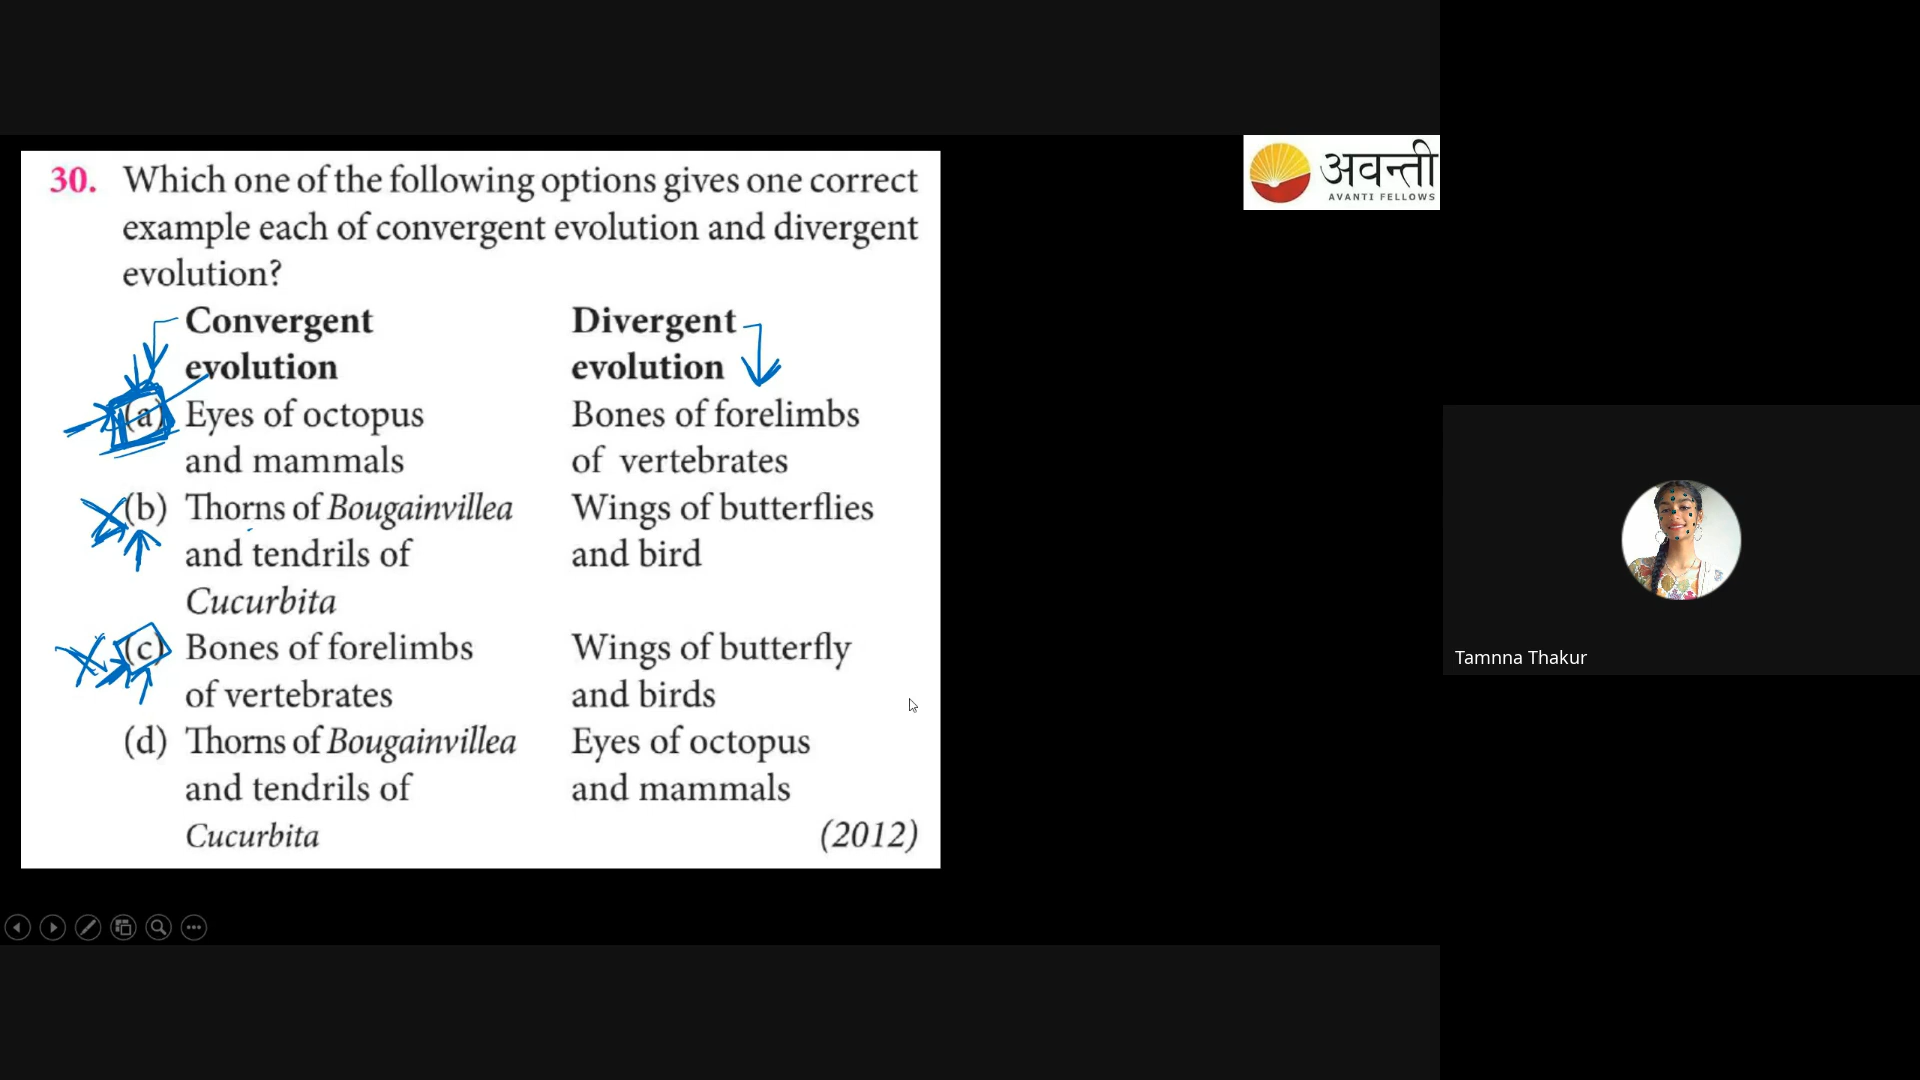 30. Which one of the following options gives one correct
example each of convergent evolution and divergent
evolution?
Convergent Divergent
evolution evolution
(a) Eyes of octopus Bones of forelimbs
and mammals of vertebrates
(b) Thorns of Bougainvillea Wings of butterflies
and tendrils of and bird
Cucurbita
(c) Bones of forelimbs Wings of butterfly
of vertebrates and birds
(d) Thorns of Bougainvillea Eyes of octopus
and tendrils of and mammals
Cucurbita (2012)
अवन्ती
AVANTI FELLOWS
Tamnna Thakur